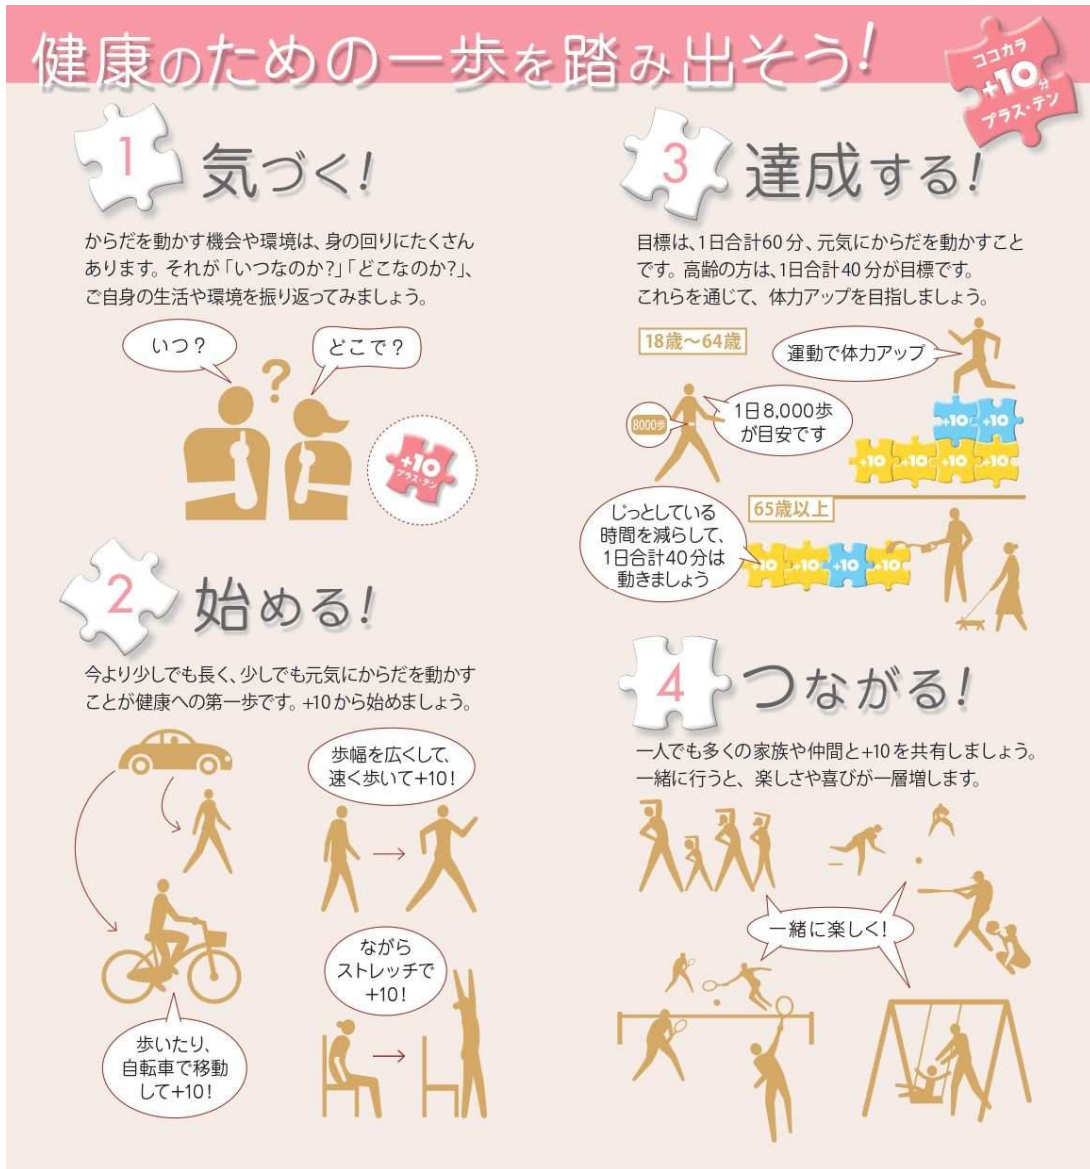 健康のための一歩を踏み出そう!
ココカラ
+10分
プラス・テン
1
気づく!
からだを動かす機会や環境は、身の回りにたくさん
あります。それが「いつなのか?」「どこなのか?」、
ご自身の生活や環境を振り返ってみましょう。
いつ?
どこで?
?
+10
プラス・テン
2
始める!
今より少しでも長く、少しでも元気にからだを動かす
ことが健康への第一歩です。+10から始めましょう。
歩幅を広くして、
速く歩いて+10!
ながら
ストレッチで
+10!
歩いたり、
自転車で移動
して+10!
3
達成する!
目標は、1日合計60分、元気にからだを動かすこと
です。高齢の方は、1日合計40分が目標です。
これらを通じて、体力アップを目指しましょう。
18歳〜64歳
運動で体力アップ
8000歩
1日8,000歩
が目安です
+10 +10
+10 +10 +10 +10
65歳以上
じっとしている
時間を減らして、
1日合計40分は
動きましょう
+10 +10 +10 +10
4
つながる!
一人でも多くの家族や仲間と+10を共有しましょう。
一緒に行うと、楽しさや喜びが一層増します。
一緒に楽しく!